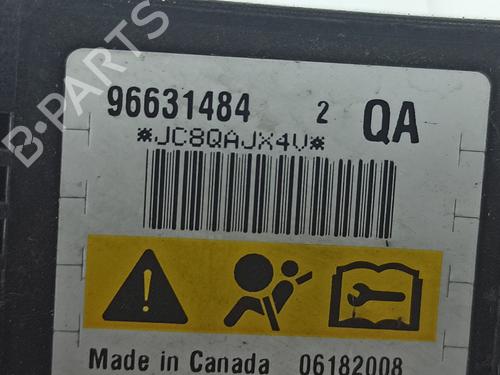 96631484 2 QA
*JC8QAJX4V*
Made in Canada 06182008
B-PARTS